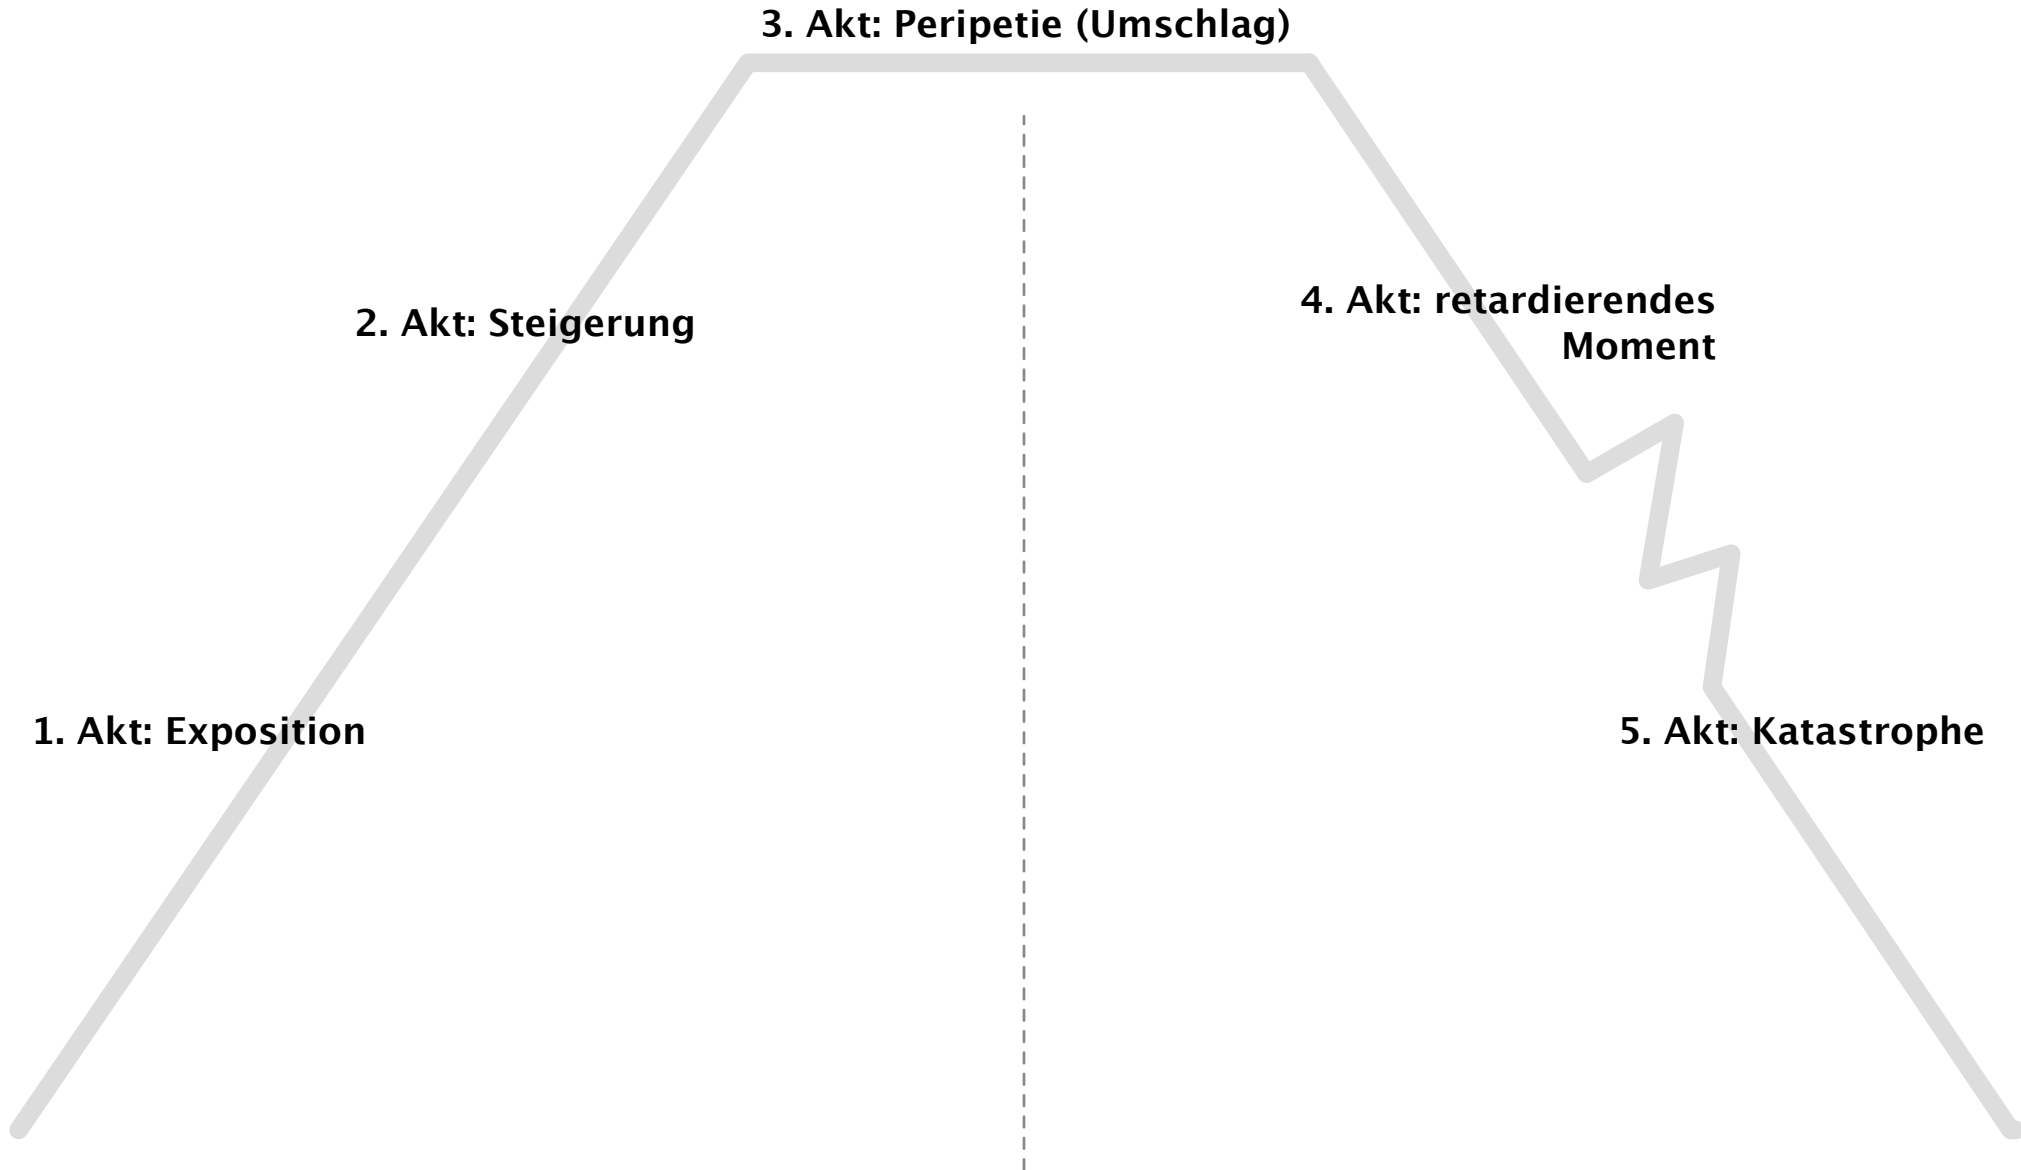 3. Akt: Peripetie (Umschlag)
2. Akt: Steigerung
4. Akt: retardierendes
Moment
1. Akt: Exposition
5. Akt: Katastrophe